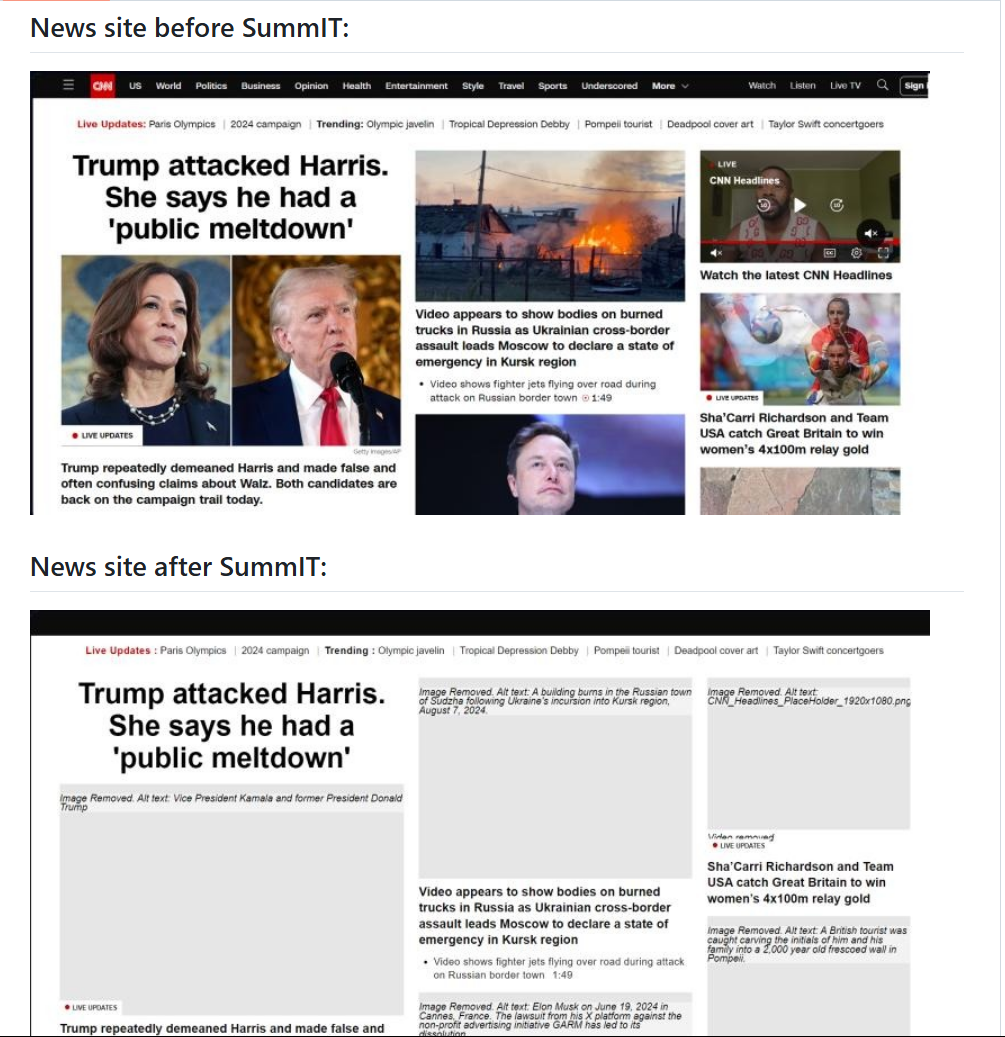 News site before SummIT:
CNN US World Politics Business Opinion Health Entertainment Style Travel Sports Underscored More Watch Listen Live TV Sign
Live Updates: Paris Olympics | 2024 campaign | Trending: Olympic javelin | Tropical Depression Debby | Pompeii tourist | Deadpool cover art | Taylor Swift concertgoers
Trump attacked Harris.
She says he had a
'public meltdown'
LIVE UPDATES
Getty Images/AP
Trump repeatedly demeaned Harris and made false and
often confusing claims about Walz. Both candidates are
back on the campaign trail today.
Video appears to show bodies on burned
trucks in Russia as Ukrainian cross-border
assault leads Moscow to declare a state of
emergency in Kursk region
• Video shows fighter jets flying over road during
attack on Russian border town 1:49
LIVE
CNN Headlines
10 10
CC
Watch the latest CNN Headlines
LIVE UPDATES
Sha'Carri Richardson and Team
USA catch Great Britain to win
women's 4x100m relay gold
News site after SummIT:
Live Updates : Paris Olympics | 2024 campaign | Trending : Olympic javelin | Tropical Depression Debby | Pompeii tourist | Deadpool cover art | Taylor Swift concertgoers
Trump attacked Harris.
She says he had a
'public meltdown'
Image Removed. Alt text: Vice President Kamala and former President Donald
Trump
LIVE UPDATES
Trump repeatedly demeaned Harris and made false and
Image Removed. Alt text: A building burns in the Russian town
of Sudzha following Ukraine's incursion into Kursk region,
August 7, 2024.
Video appears to show bodies on burned
trucks in Russia as Ukrainian cross-border
assault leads Moscow to declare a state of
emergency in Kursk region
• Video shows fighter jets flying over road during attack
on Russian border town 1:49
Image Removed. Alt text: Elon Musk on June 19, 2024 in
Cannes, France. The lawsuit from his X platform against the
non-profit advertising initiative GARM has led to its
dissolution.
Image Removed. Alt text:
CNN_Headlines_PlaceHolder_1920x1080.png
Video removed
LIVE UPDATES
Sha'Carri Richardson and Team
USA catch Great Britain to win
women's 4x100m relay gold
Image Removed. Alt text: A British tourist was
caught carving the initials of him and his
family into a 2,000 year old frescoed wall in
Pompeii.